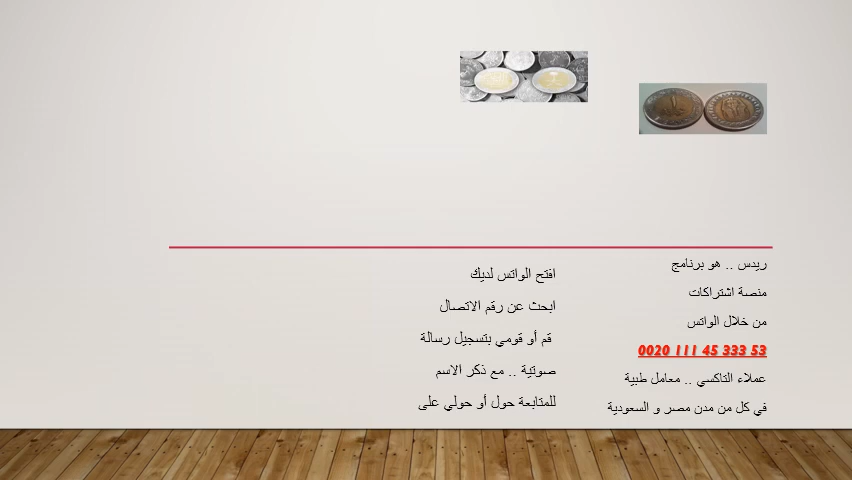 ريدس .. هو برنامج
منصة اشتراكات
من خلال الواتس
0020 111 45 333 53
عملاء التاكسي .. معامل طبية
في كل من مدن مصر و السعودية
افتح الواتس لديك
ابحث عن رقم الاتصال
قم أو قومي بتسجيل رسالة
صوتية .. مع ذكر الاسم
للمتابعة حول أو حولي على